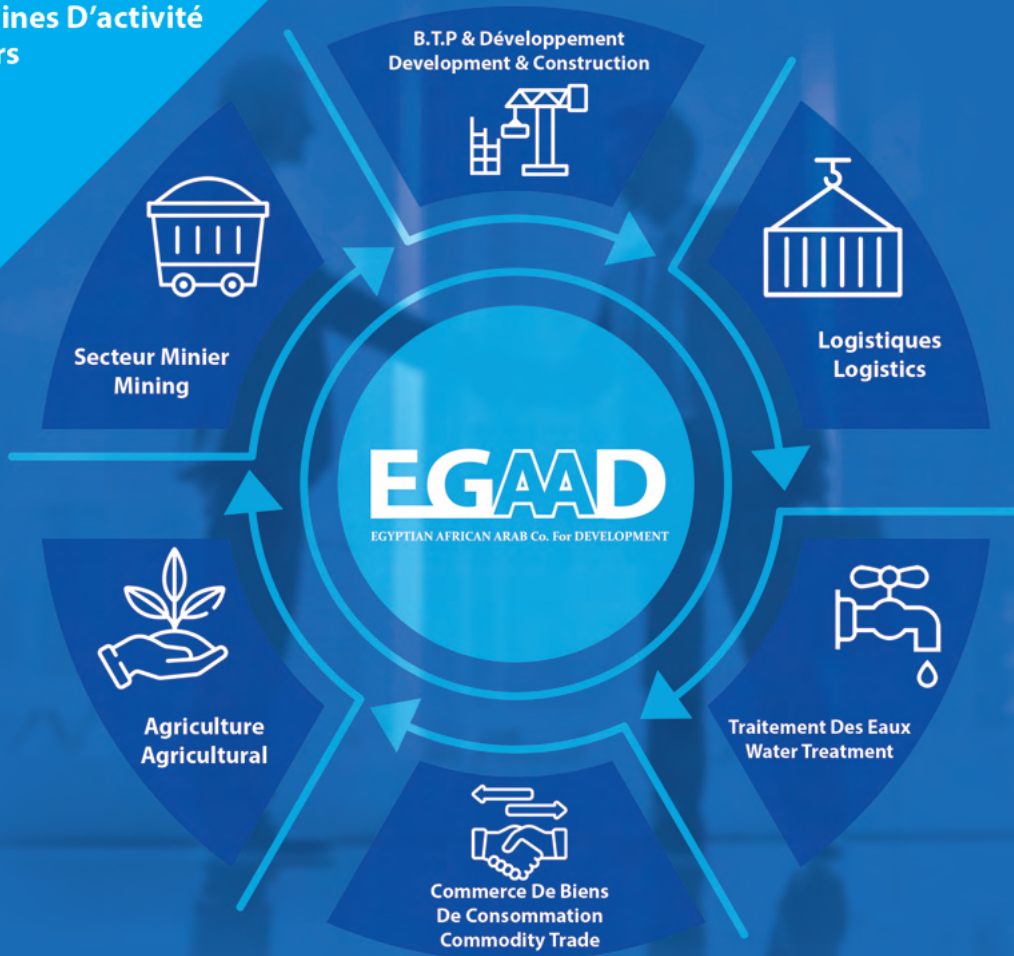 ines D'activité
rs
B.T.P & Développement
Development & Construction
Logistiques
Logistics
Secteur Minier
Mining
EGAAD
EGYPTIAN AFRICAN ARAB Co. For DEVELOPMENT
Agriculture
Agricultural
Traitement Des Eaux
Water Treatment
Commerce De Biens
De Consommation
Commodity Trade